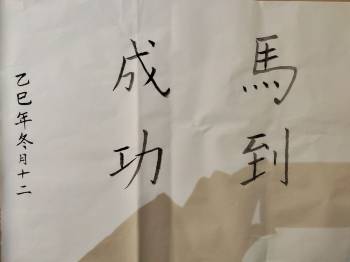 馬到
成功
乙巳年冬月十二